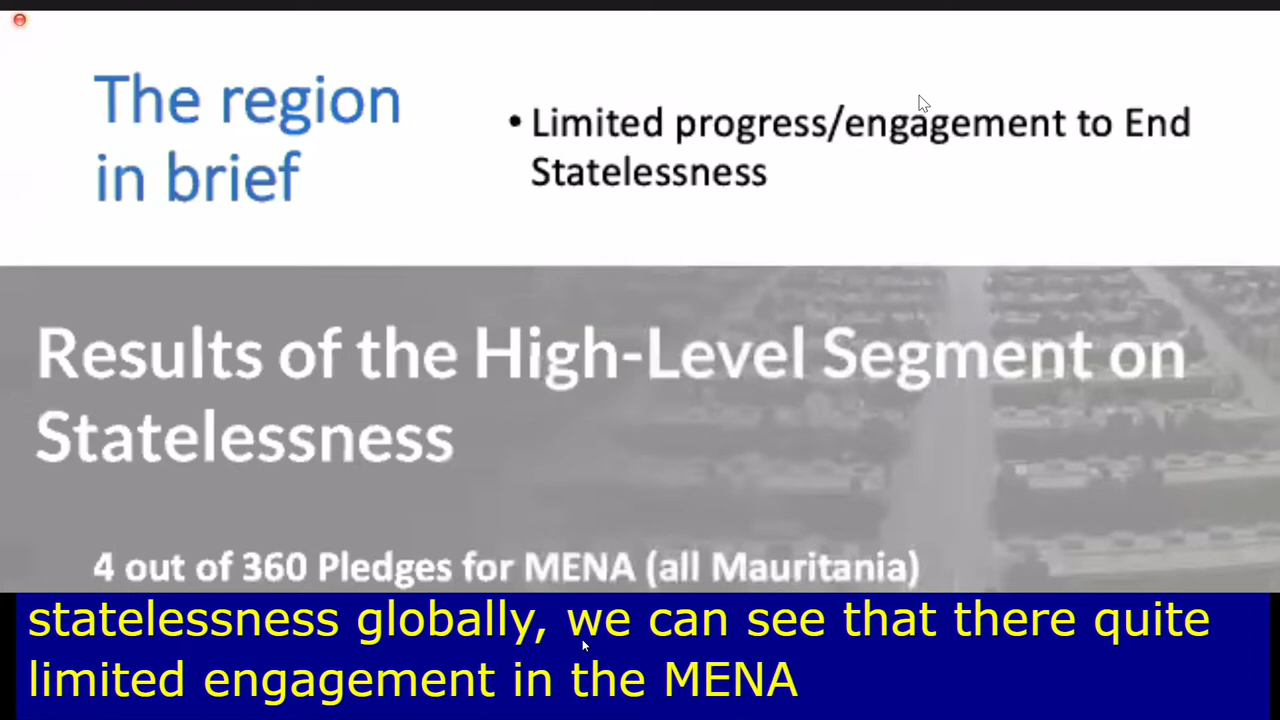 The region
in brief
• Limited progress/engagement to End
Statelessness
Results of the High-Level Segment on
Statelessness
4 out of 360 Pledges for MENA (all Mauritania)
statelessness globally, we can see that there quite
limited engagement in the MENA